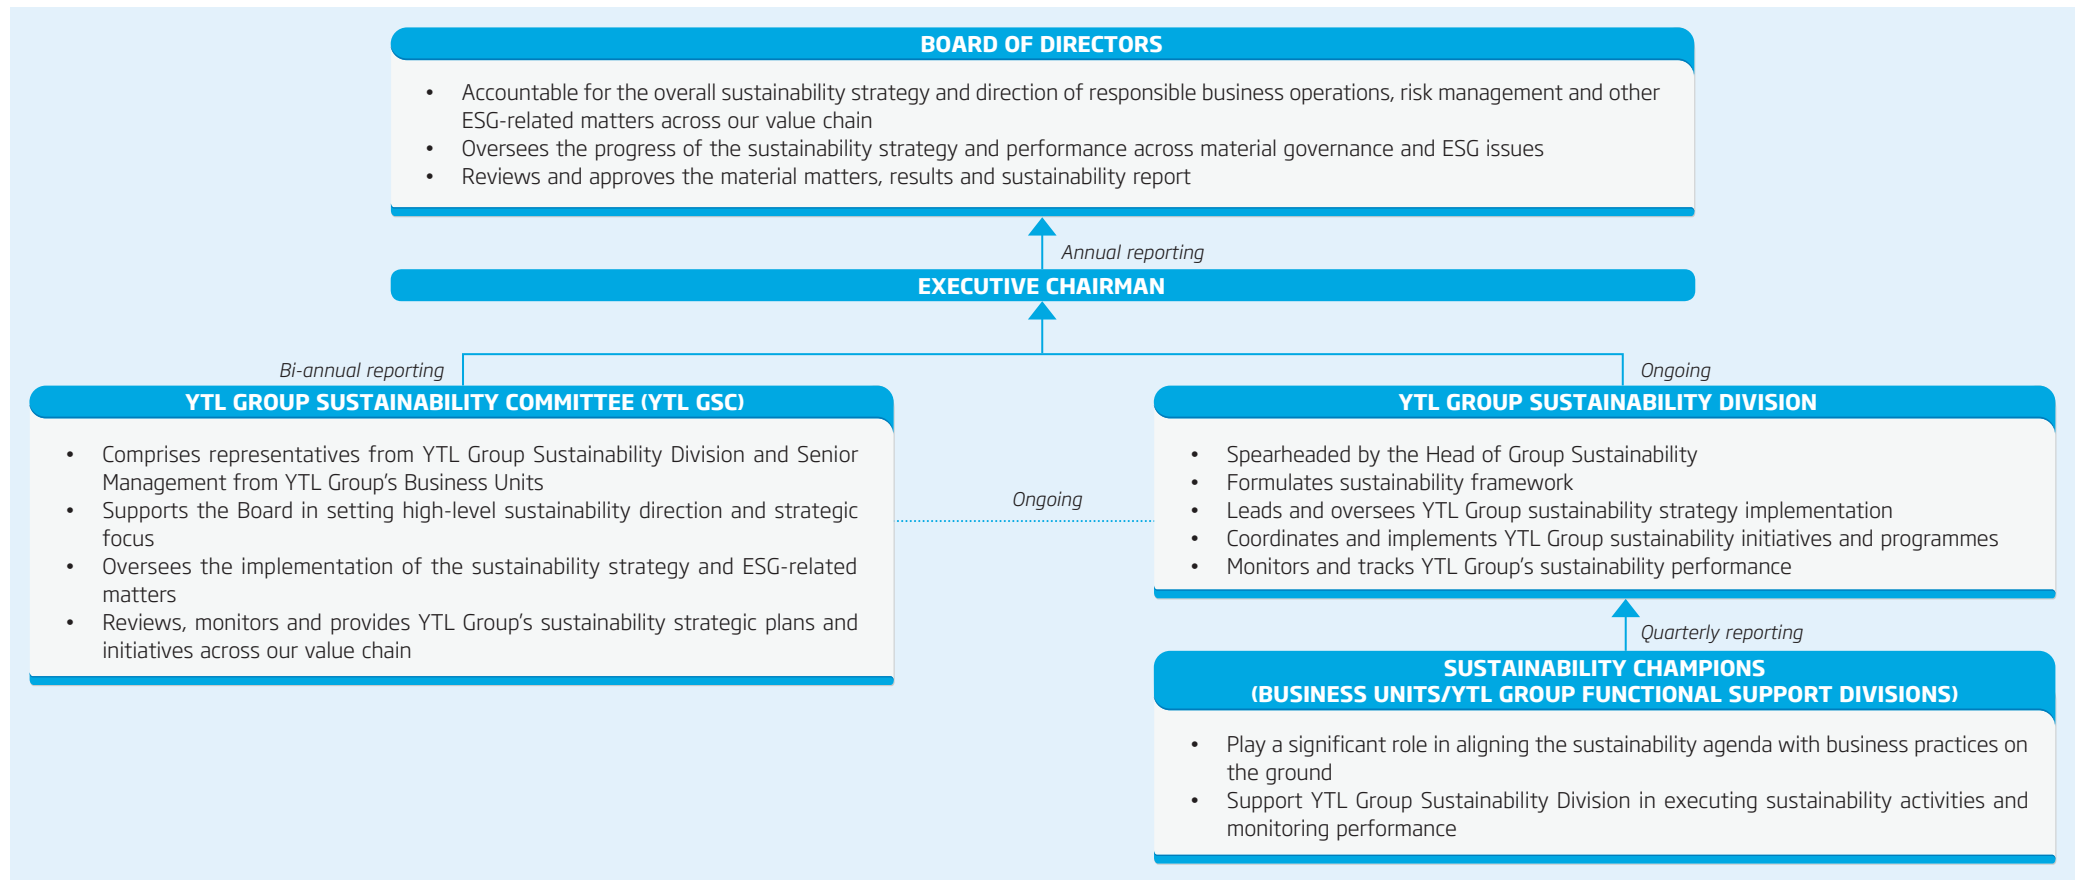 BOARD OF DIRECTORS
• Accountable for the overall sustainability strategy and direction of responsible business operations, risk management and other
ESG-related matters across our value chain
• Oversees the progress of the sustainability strategy and performance across material governance and ESG issues
• Reviews and approves the material matters, results and sustainability report
Annual reporting
EXECUTIVE CHAIRMAN
Bi-annual reporting
YTL GROUP SUSTAINABILITY COMMITTEE (YTL GSC)
• Comprises representatives from YTL Group Sustainability Division and Senior
Management from YTL Group's Business Units
• Supports the Board in setting high-level sustainability direction and strategic
focus
• Oversees the implementation of the sustainability strategy and ESG-related
matters
• Reviews, monitors and provides YTL Group's sustainability strategic plans and
initiatives across our value chain
Ongoing
Ongoing
YTL GROUP SUSTAINABILITY DIVISION
• Spearheaded by the Head of Group Sustainability
• Formulates sustainability framework
• Leads and oversees YTL Group sustainability strategy implementation
• Coordinates and implements YTL Group sustainability initiatives and programmes
• Monitors and tracks YTL Group's sustainability performance
Quarterly reporting
SUSTAINABILITY CHAMPIONS
(BUSINESS UNITS/YTL GROUP FUNCTIONAL SUPPORT DIVISIONS)
• Play a significant role in aligning the sustainability agenda with business practices on
the ground
• Support YTL Group Sustainability Division in executing sustainability activities and
monitoring performance